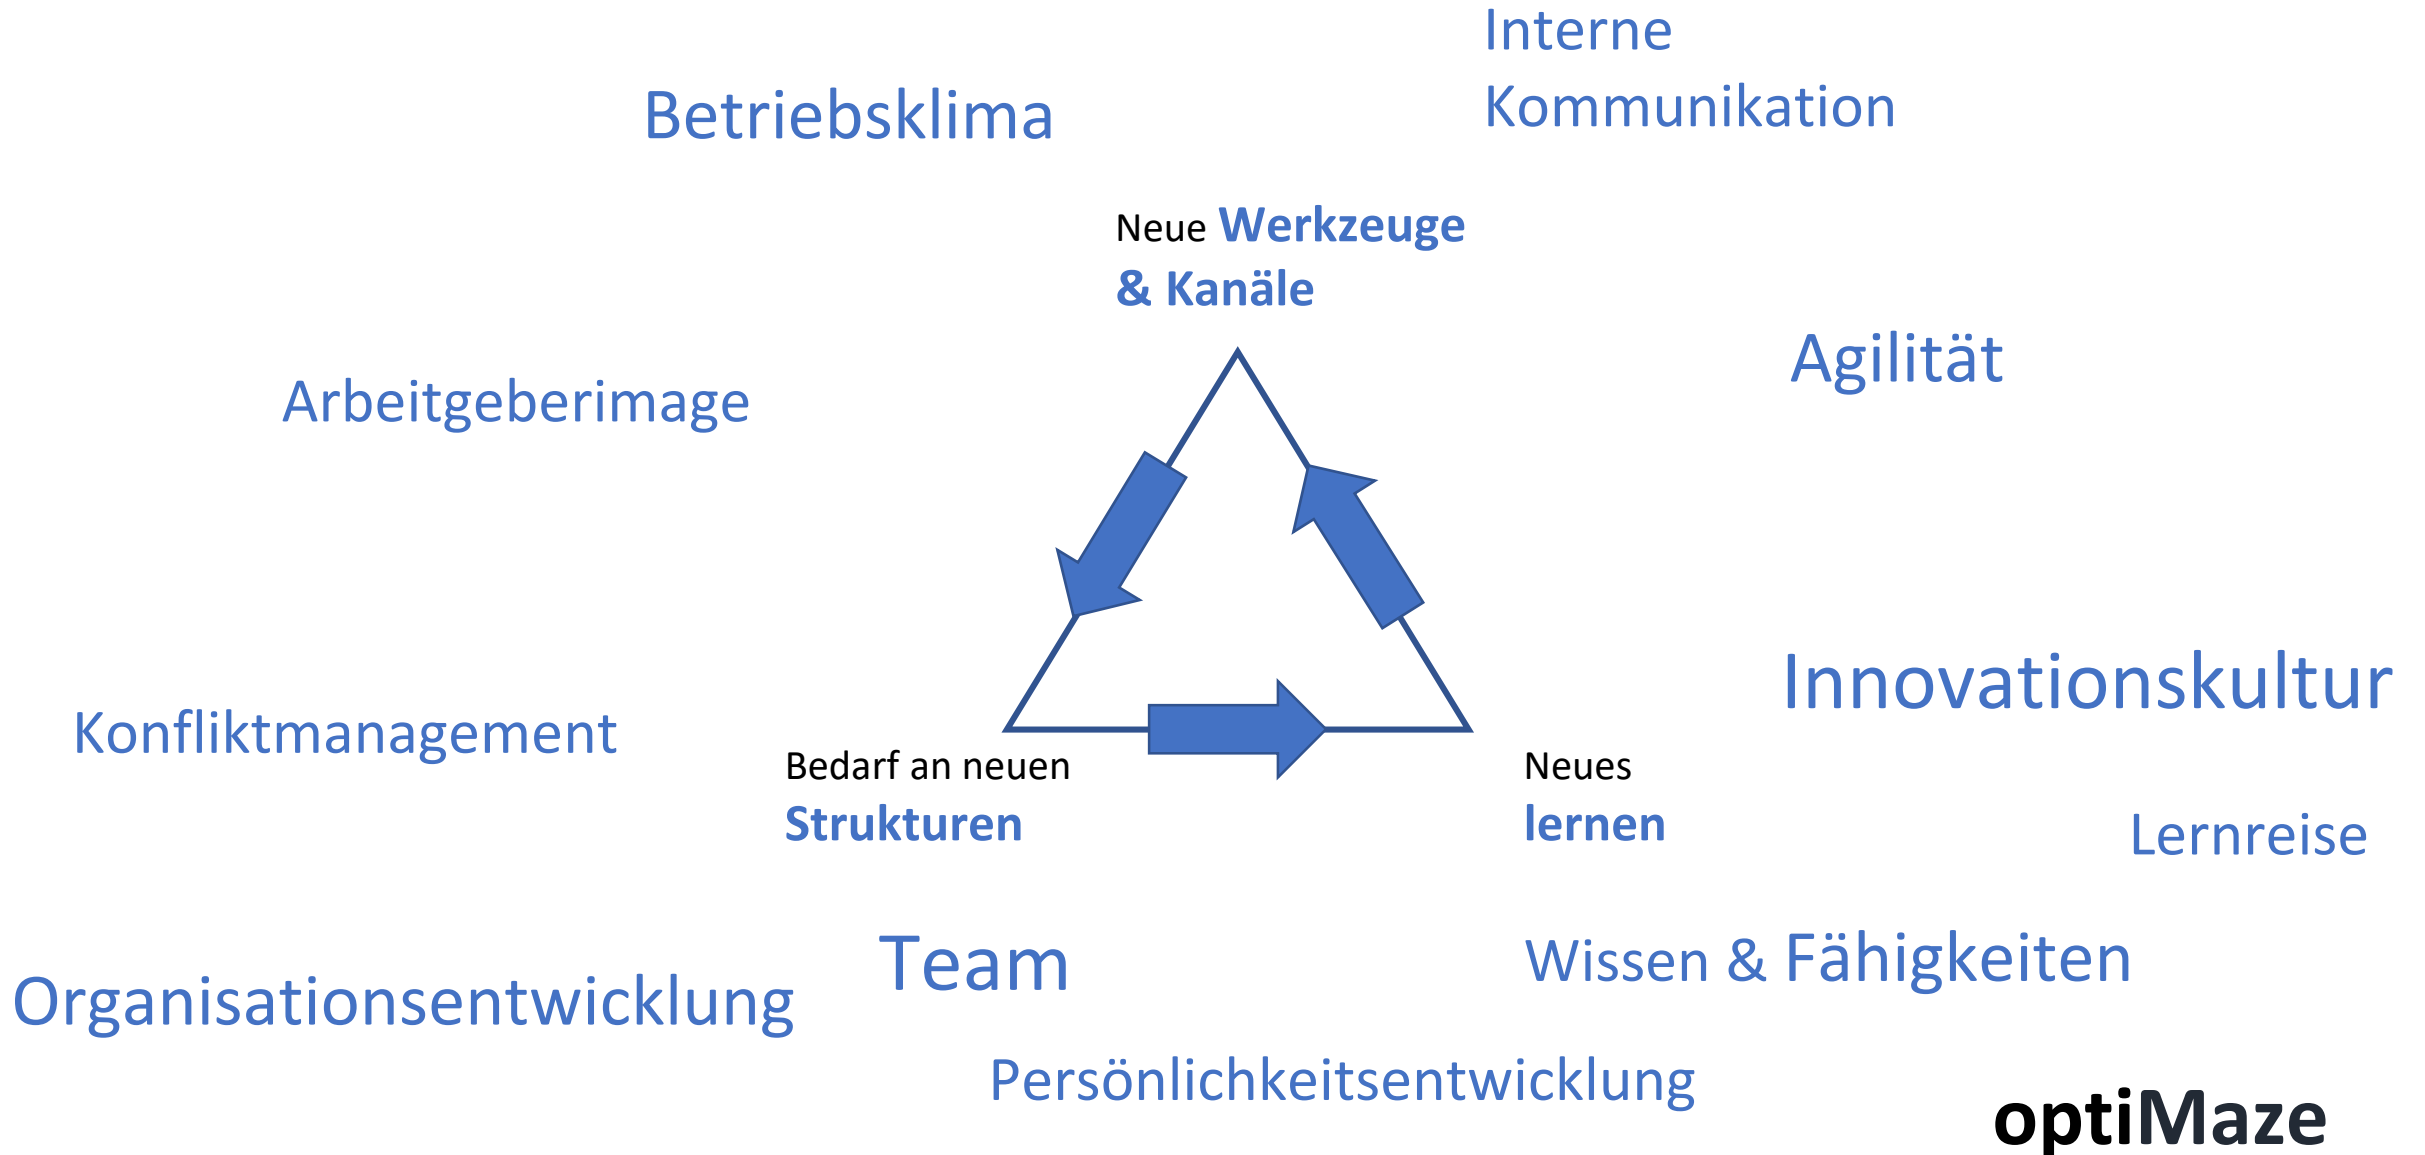 Interne
Kommunikation
Betriebsklima
Neue Werkzeuge
& Kanäle
Agilität
Arbeitgeberimage
Innovationskultur
Konfliktmanagement
Bedarf an neuen
Strukturen
Neues
lernen
Lernreise
Team
Wissen & Fähigkeiten
Organisationsentwicklung
Persönlichkeitsentwicklung
optiMaze